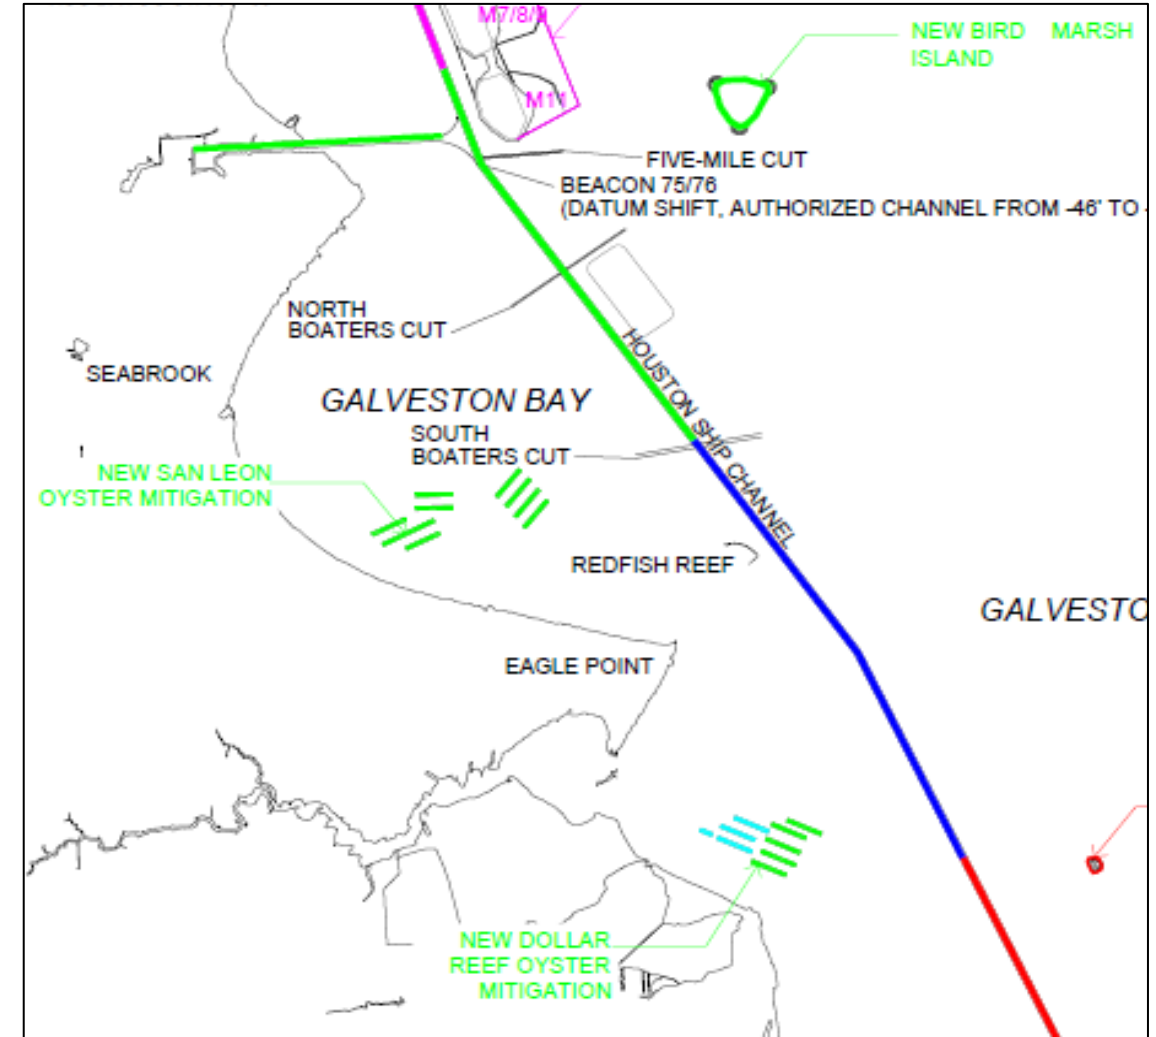 M7/8/9
NEW BIRD MARSH
ISLAND
M11
FIVE-MILE CUT
BEACON 75/76
(DATUM SHIFT, AUTHORIZED CHANNEL FROM -46' TO
NORTH
BOATERS CUT
HOUSTON SHIP CHANNEL
SEABROOK
GALVESTON BAY
SOUTH
BOATERS CUT
NEW SAN LEON
OYSTER MITIGATION
REDFISH REEF
GALVESTO
EAGLE POINT
NEW DOLLAR
REEF OYSTER
MITIGATION